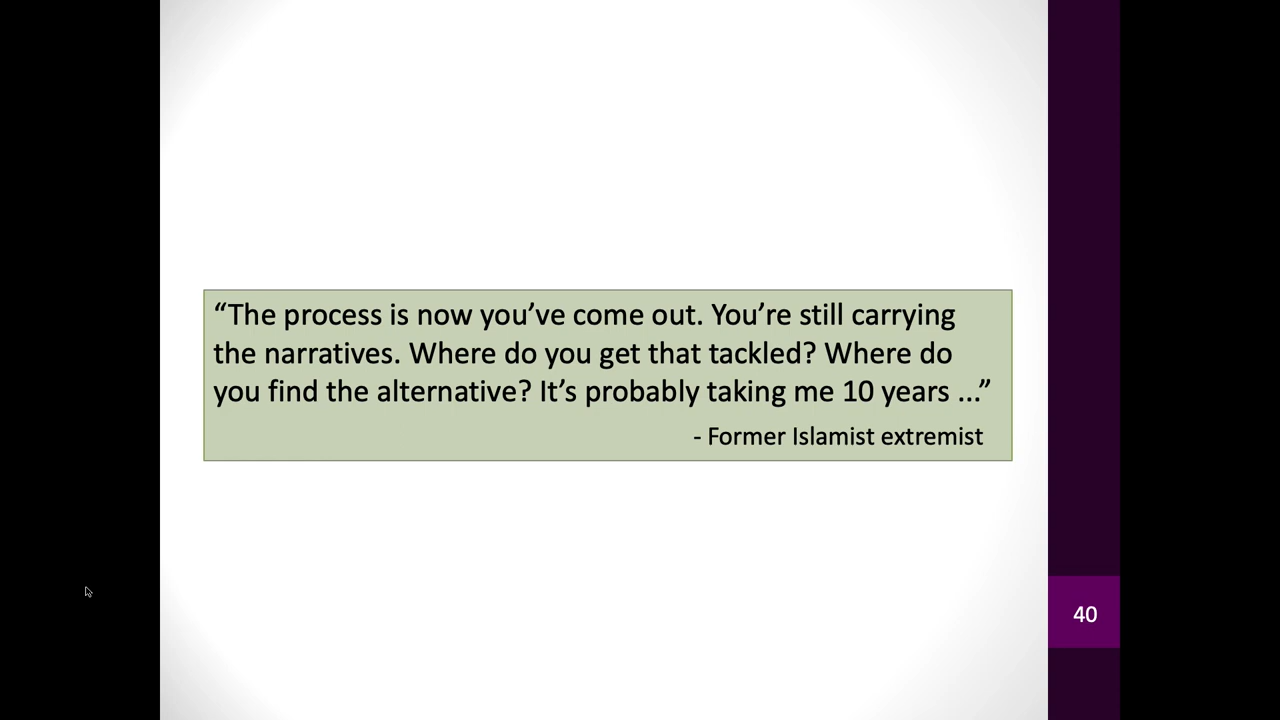 “The process is now you’ve come out. You’re still carrying
the narratives. Where do you get that tackled? Where do
you find the alternative? It’s probably taking me 10 years ...”
- Former Islamist extremist
40